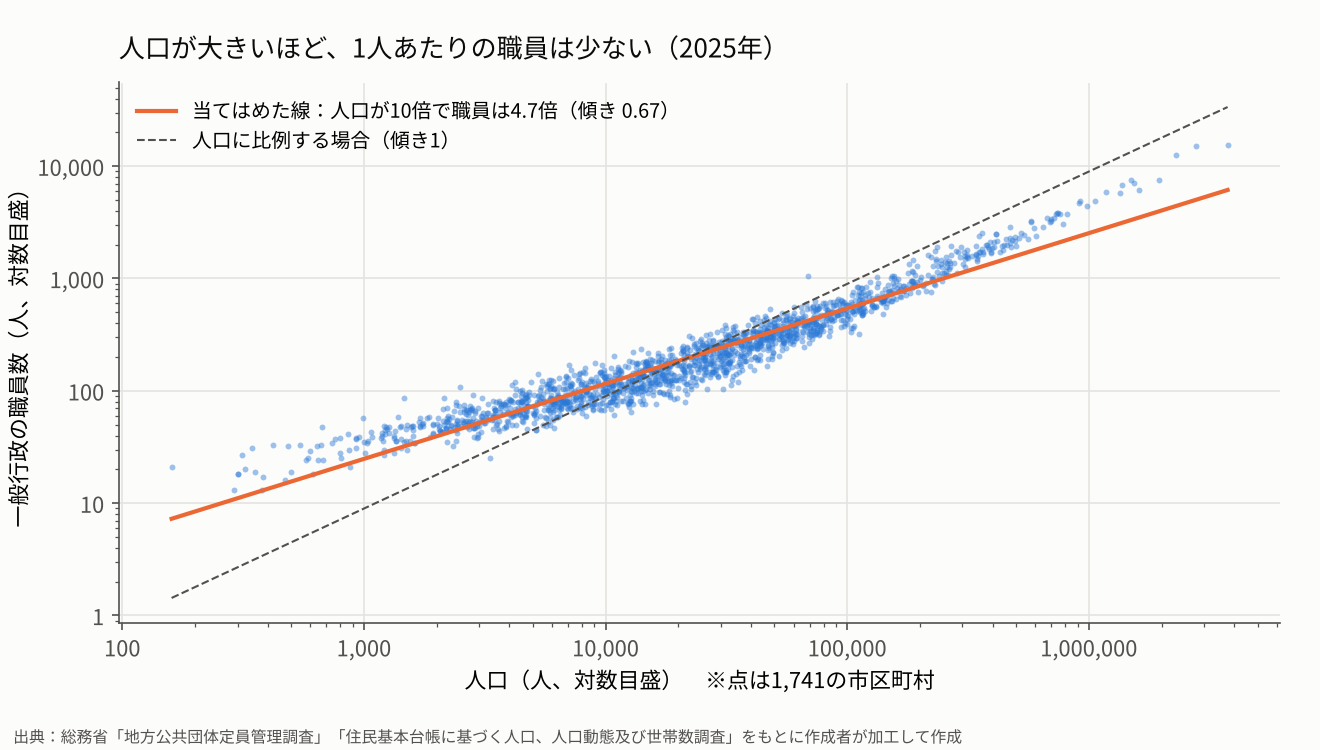 人口が大きいほど、1人あたりの職員は少ない（2025年）
当てはめた線：人口が10倍で職員は4.7倍（傾き 0.67）
人口に比例する場合（傾き1）
一般行政の職員数（人、対数目盛）
10,000
1,000
100
10
1
100
1,000
10,000
100,000
1,000,000
人口（人、対数目盛）　※点は1,741の市区町村
出典：総務省「地方公共団体定員管理調査」「住民基本台帳に基づく人口、人口動態及び世帯数調査」をもとに作成者が加工して作成